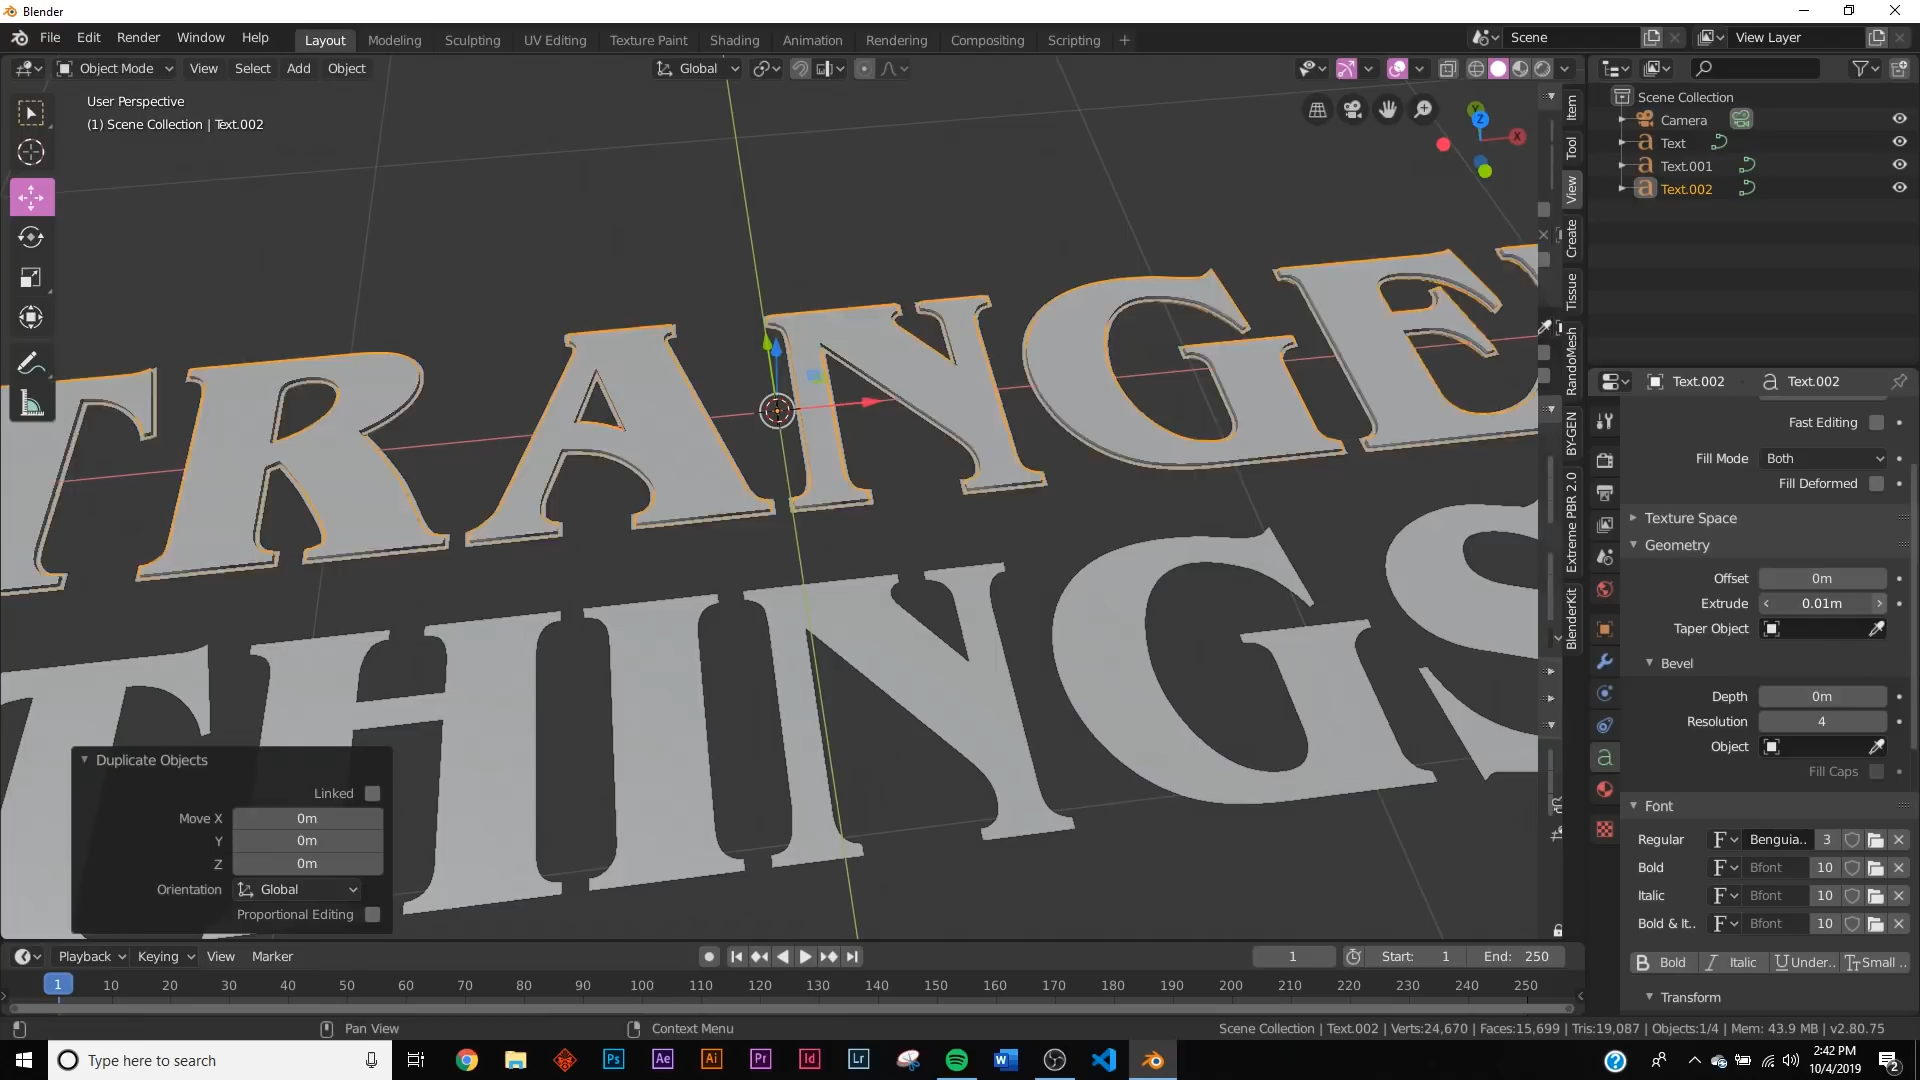 Blender
File Edit Render Window Help Layout Modeling Sculpting UV Editing Texture Paint Shading Animation Rendering Compositing Scripting + Scene View Layer
Object Mode View Select Add Object Global
User Perspective
(1) Scene Collection | Text.002
Scene Collection
Camera
Text
Text.001
Text.002
Y
Z
X
Item
Tool
View
Create
Tissue
RandoMesh
BY-GEN
Extreme PBR 2.0
BlenderKit
TRANGE
THINGS
Text.002 Text.002
Fast Editing
Fill Mode Both
Fill Deformed
Texture Space
Geometry
Offset 0m
Extrude 0.01m
Taper Object
Bevel
Depth 0m
Resolution 4
Object
Fill Caps
Font
Regular Benguia.. 3
Bold Bfont 10
Italic Bfont 10
Bold & It.. Bfont 10
Bold Italic Under.. Small ..
Transform
Duplicate Objects
Linked
Move X 0m
Y 0m
Z 0m
Orientation Global
Proportional Editing
Playback Keying View Marker 1 Start: 1 End: 250
1 10 20 30 40 50 60 70 80 90 100 110 120 130 140 150 160 170 180 190 200 210 220 230 240 250
Pan View Context Menu Scene Collection | Text.002 | Verts:24,670 | Faces:15,699 | Tris:19,087 | Objects:1/4 | Mem: 43.9 MB | v2.80.75
Type here to search Ps Ae Ai Pr Id Lr W 2:42 PM
10/4/2019 2